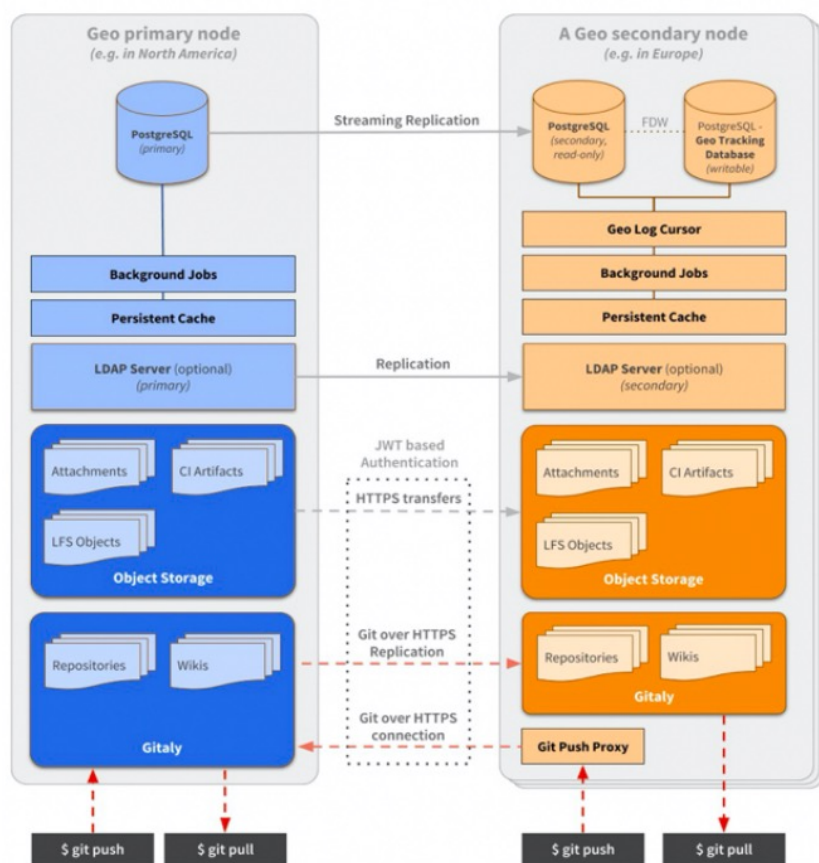 Geo primary node
(e.g. in North America)
A Geo secondary node
(e.g. in Europe)
PostgreSQL
(primary)
Streaming Replication
PostgreSQL
(secondary,
read-only)
FDW
PostgreSQL -
Geo Tracking
Database
(writable)
Geo Log Cursor
Background Jobs
Background Jobs
Persistent Cache
Persistent Cache
LDAP Server (optional)
(primary)
Replication
LDAP Server (optional)
(secondary)
JWT based
Authentication
Attachments
CI Artifacts
HTTPS transfers
Attachments
CI Artifacts
LFS Objects
LFS Objects
Object Storage
Object Storage
Repositories
Wikis
Git over HTTPS
Replication
Repositories
Wikis
Gitaly
Gitaly
Git over HTTPS
connection
Git Push Proxy
$ git push
$ git pull
$ git push
$ git pull